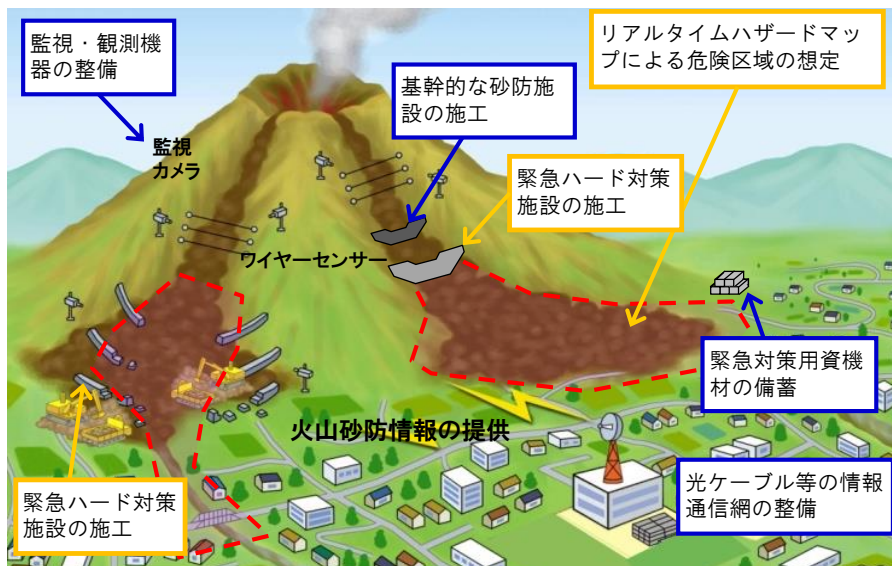 監視・観測機
器の整備
リアルタイムハザードマッ
プによる危険区域の想定
基幹的な砂防施
設の施工
監視
カメラ
緊急ハード対策
施設の施工
ワイヤーセンサー
緊急対策用資機
材の備蓄
火山砂防情報の提供
緊急ハード対策
施設の施工
光ケーブル等の情報
通信網の整備